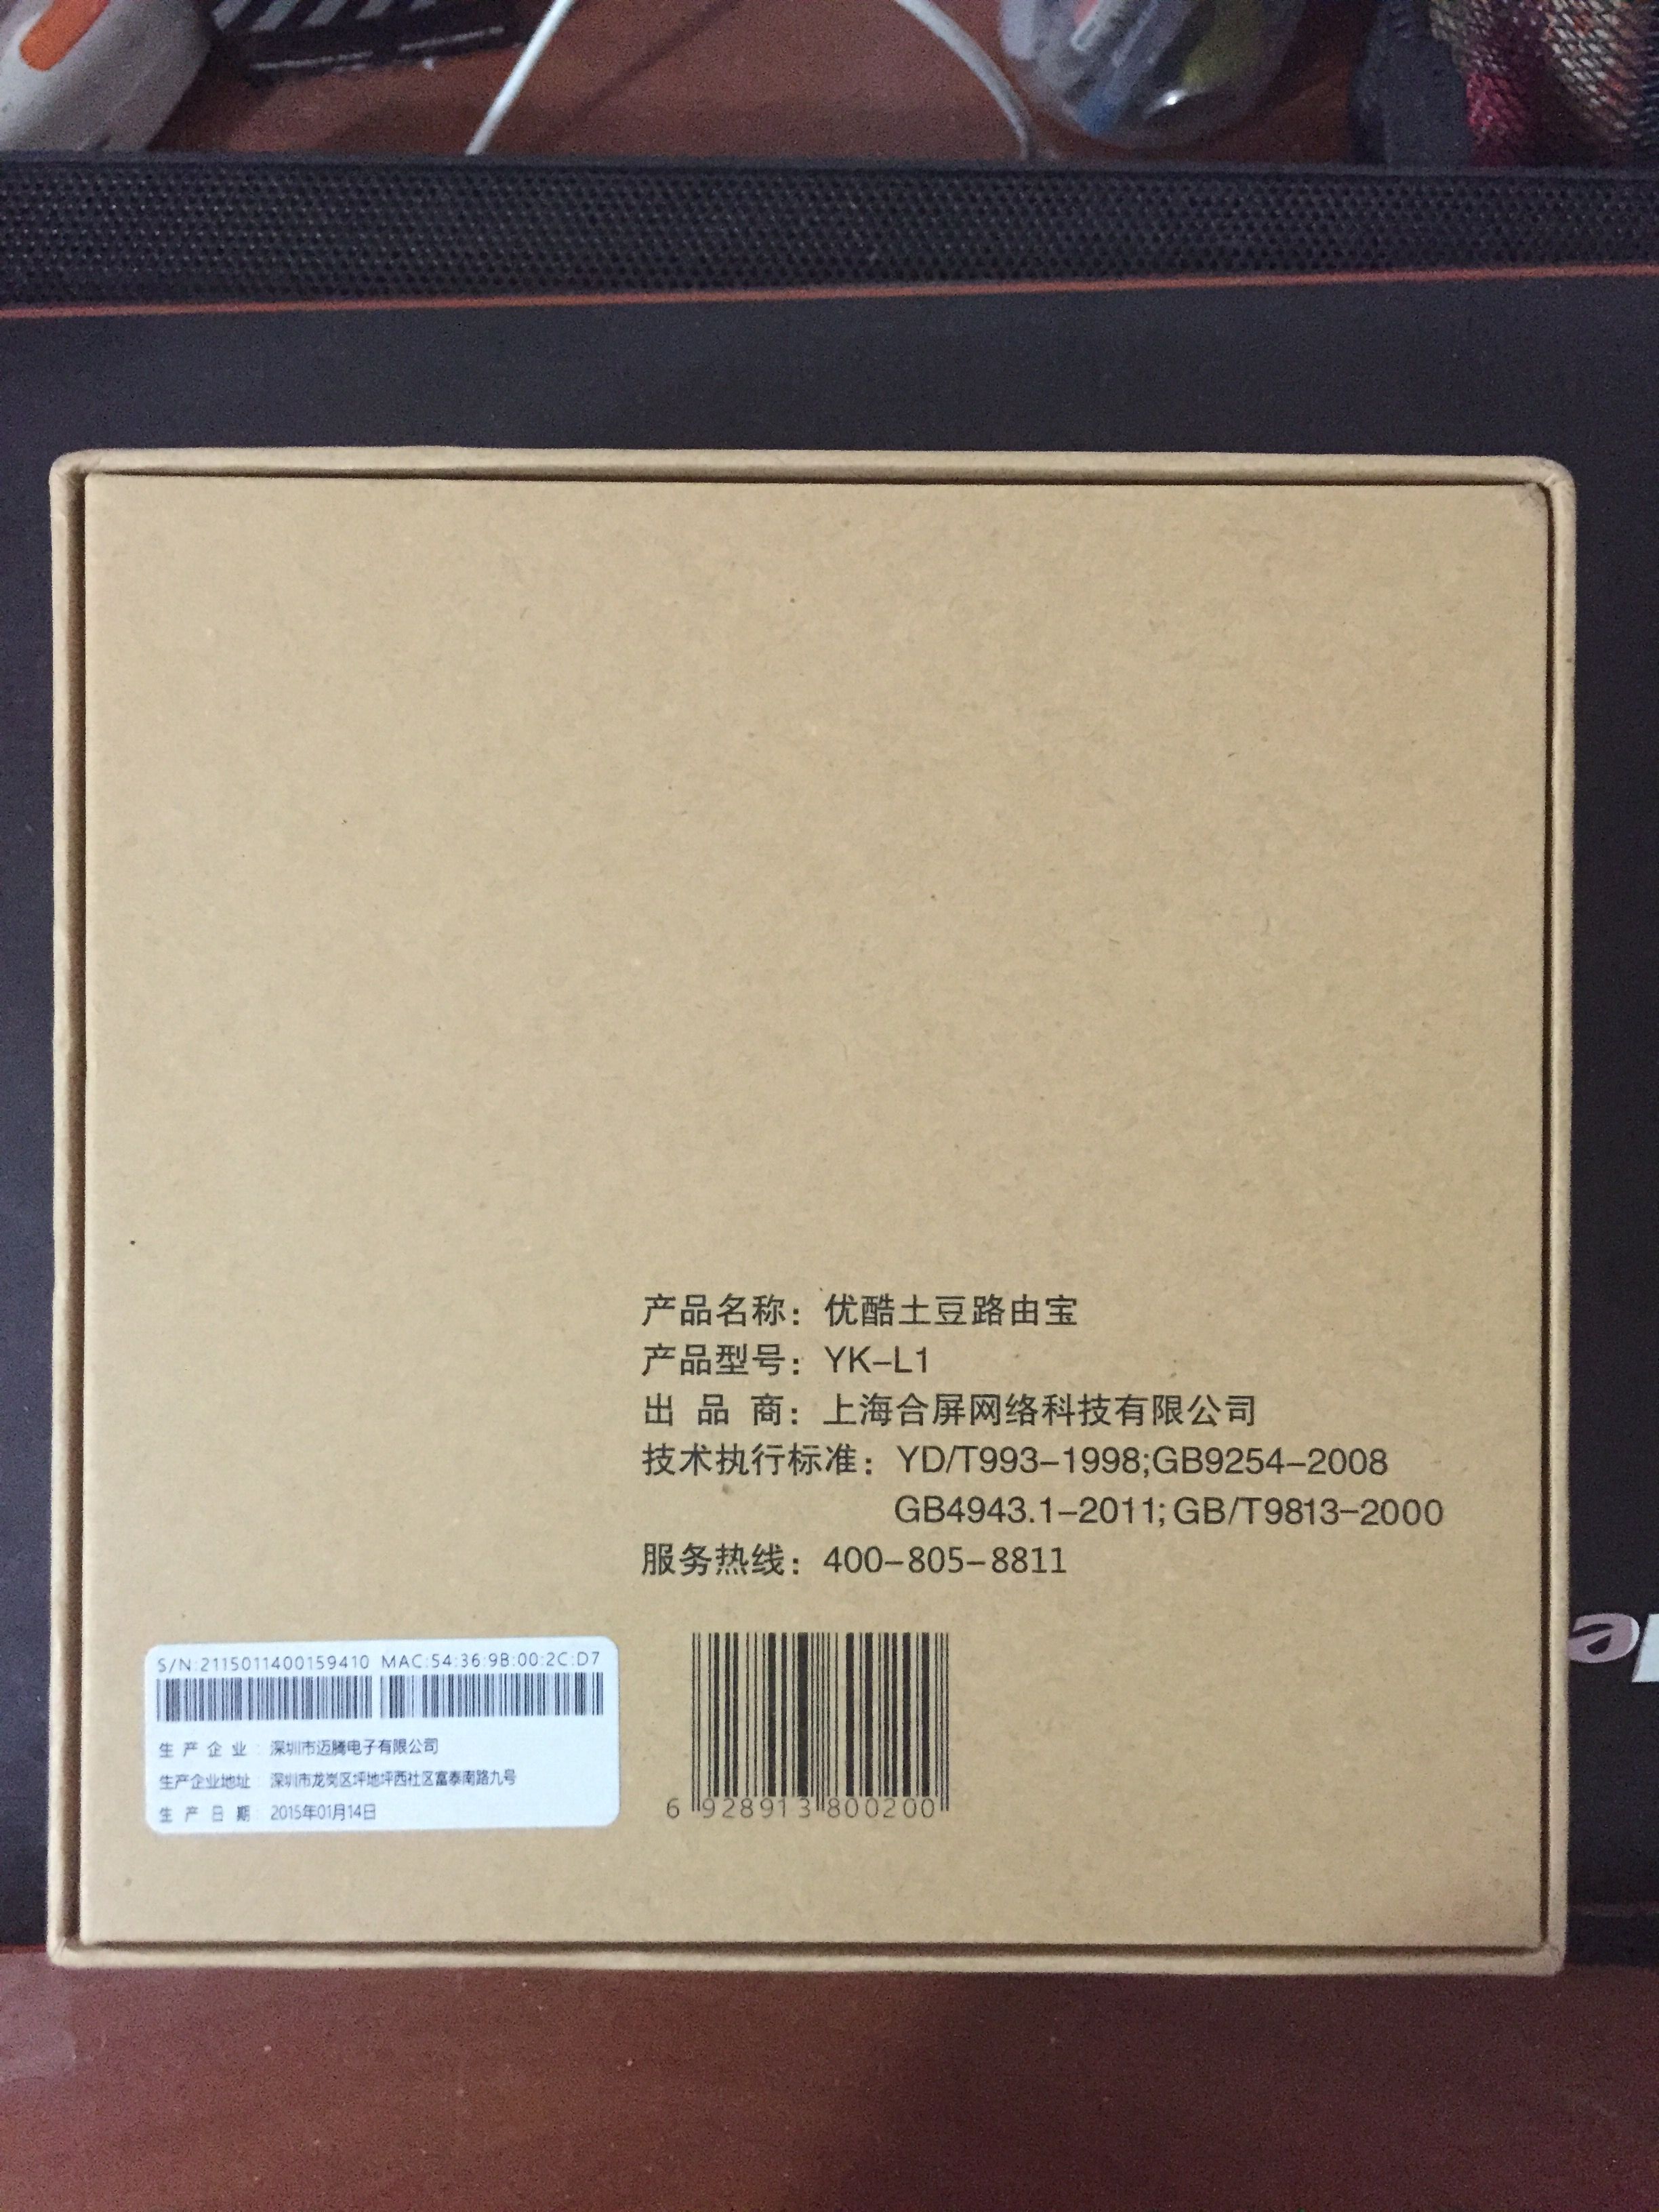 产品名称：优酷土豆路由宝
产品型号：YK-L1
出 品 商：上海合屏网络科技有限公司
技术执行标准：YD/T993-1998;GB9254-2008
GB4943.1-2011;GB/T9813-2000
服务热线：400-805-8811
S/N:2115011400159410 MAC:54:36:9B:00:2C:D7
生 产 企 业：深圳市迈腾电子有限公司
生产企业地址：深圳市龙岗区坪地坪西社区富泰南路九号
生 产 日 期：2015年01月14日
6 928913 800200